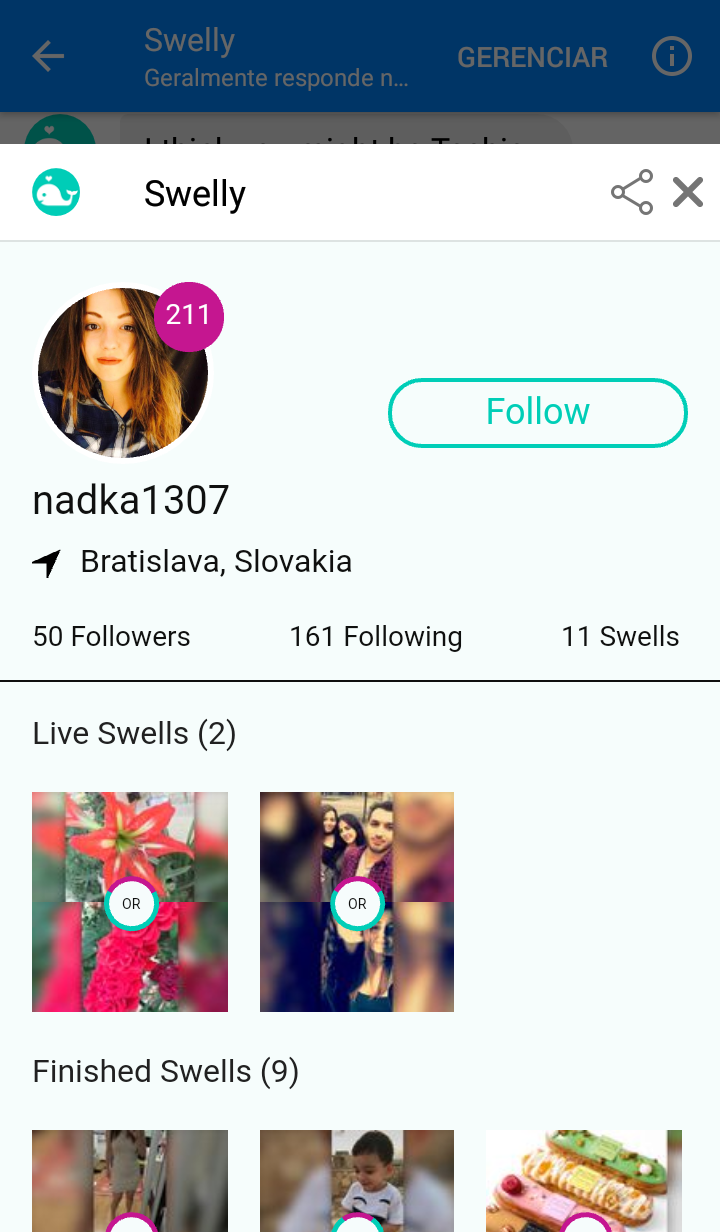 Swelly
Geralmente responde n...
GERENCIAR
Swelly
211
Follow
nadka1307
Bratislava, Slovakia
50 Followers
161 Following
11 Swells
Live Swells (2)
OR
OR
Finished Swells (9)